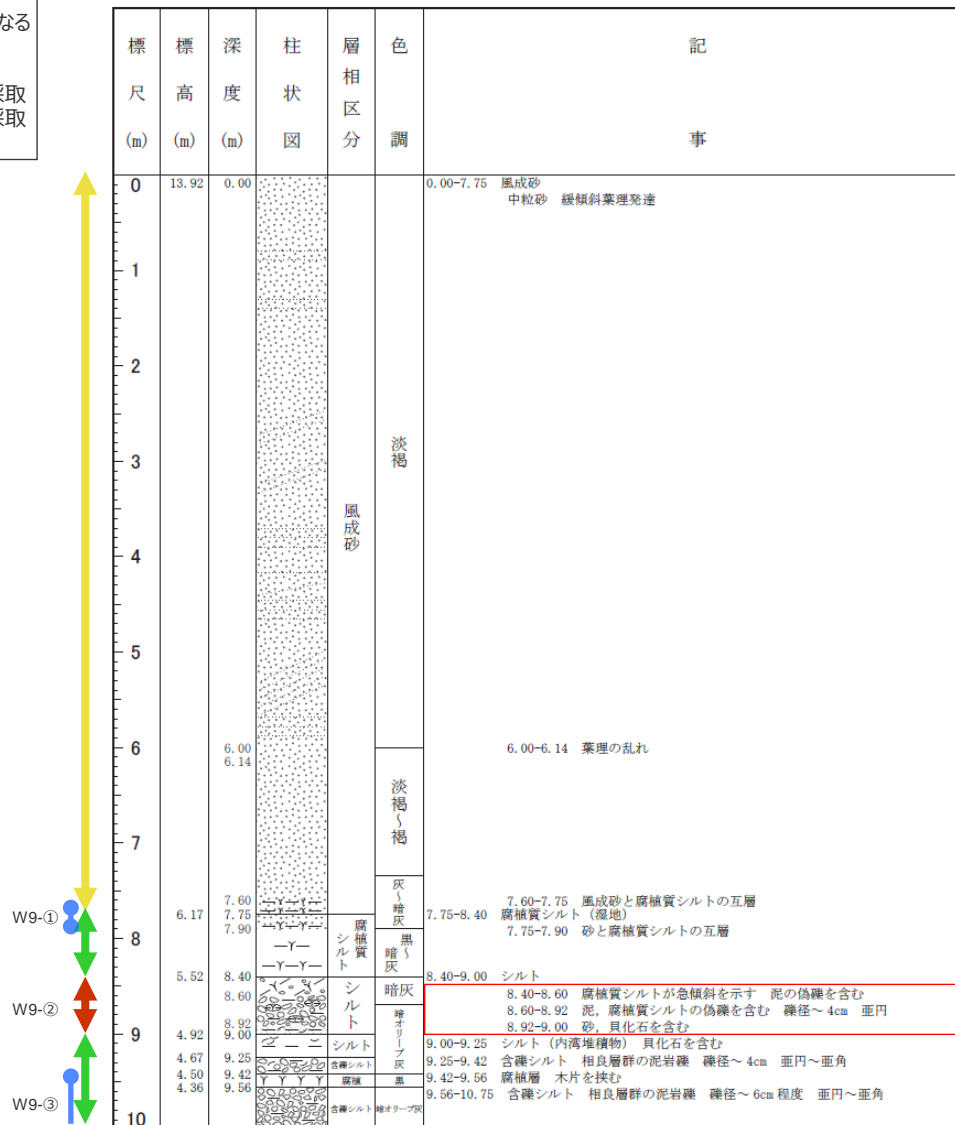 なる
採取
採取
標尺(m)
標高(m)
深度(m)
柱状図
層相区分
色調
記事
0 13.92 0.00 0.00-7.75 風成砂
中粒砂 緩傾斜葉理発達
1
2
3
淡褐
風成砂
4
5
6 6.00 6.00-6.14 葉理の乱れ
6.14
淡褐～褐
7
灰～暗灰
7.60 7.60-7.75 風成砂と腐植質シルトの互層
W9-① 6.17 7.75 7.75-8.40 腐植質シルト（湿地）
7.90 7.75-7.90 砂と腐植質シルトの互層
8
腐植質シルト
黒～暗灰
5.52 8.40 8.40-9.00 シルト
シルト
暗灰
8.60 8.40-8.60 腐植質シルトが急傾斜を示す 泥の偽礫を含む
W9-② 8.60-8.92 泥，腐植質シルトの偽礫を含む 礫径～4cm 亜円
8.92 8.92-9.00 砂，貝化石を含む
暗オリーブ灰
9 4.92 9.00 シルト 9.00-9.25 シルト（内湾堆積物） 貝化石を含む
4.67 9.25 含礫シルト 9.25-9.42 含礫シルト 相良層群の泥岩礫 礫径～4cm 亜円～亜角
4.50 9.42 腐植 黒 9.42-9.56 腐植層 木片を挟む
4.36 9.56 含礫シルト 暗オリーブ灰 9.56-10.75 含礫シルト 相良層群の泥岩礫 礫径～6cm程度 亜円～亜角
W9-③
10